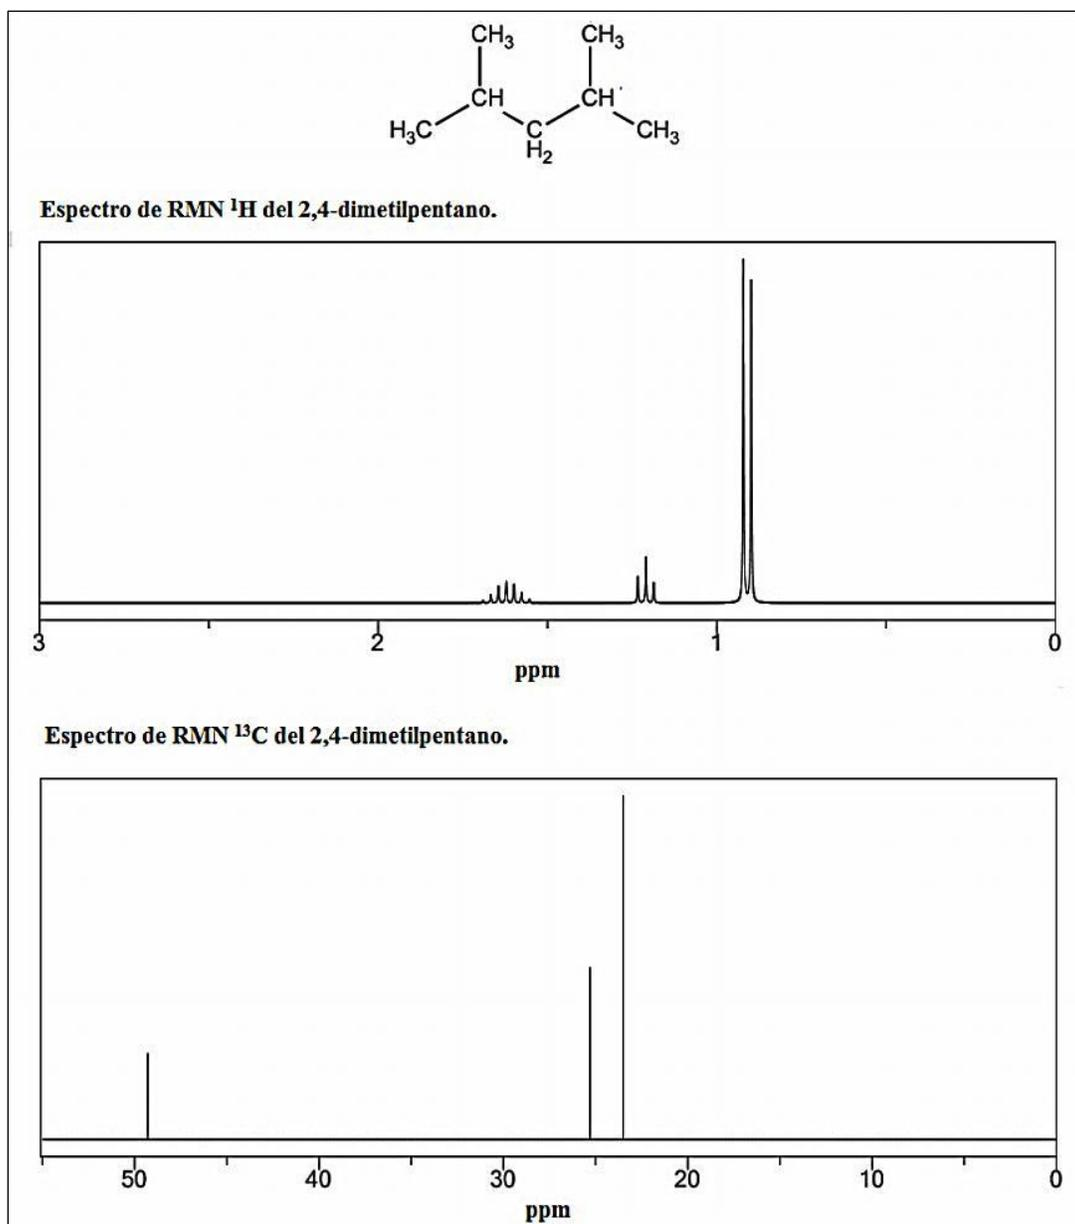 CH3 CH3
CH CH
H3C C CH3
H2
Espectro de RMN ¹H del 2,4-dimetilpentano.
3 2 1 0
ppm
Espectro de RMN ¹³C del 2,4-dimetilpentano.
50 40 30 20 10 0
ppm